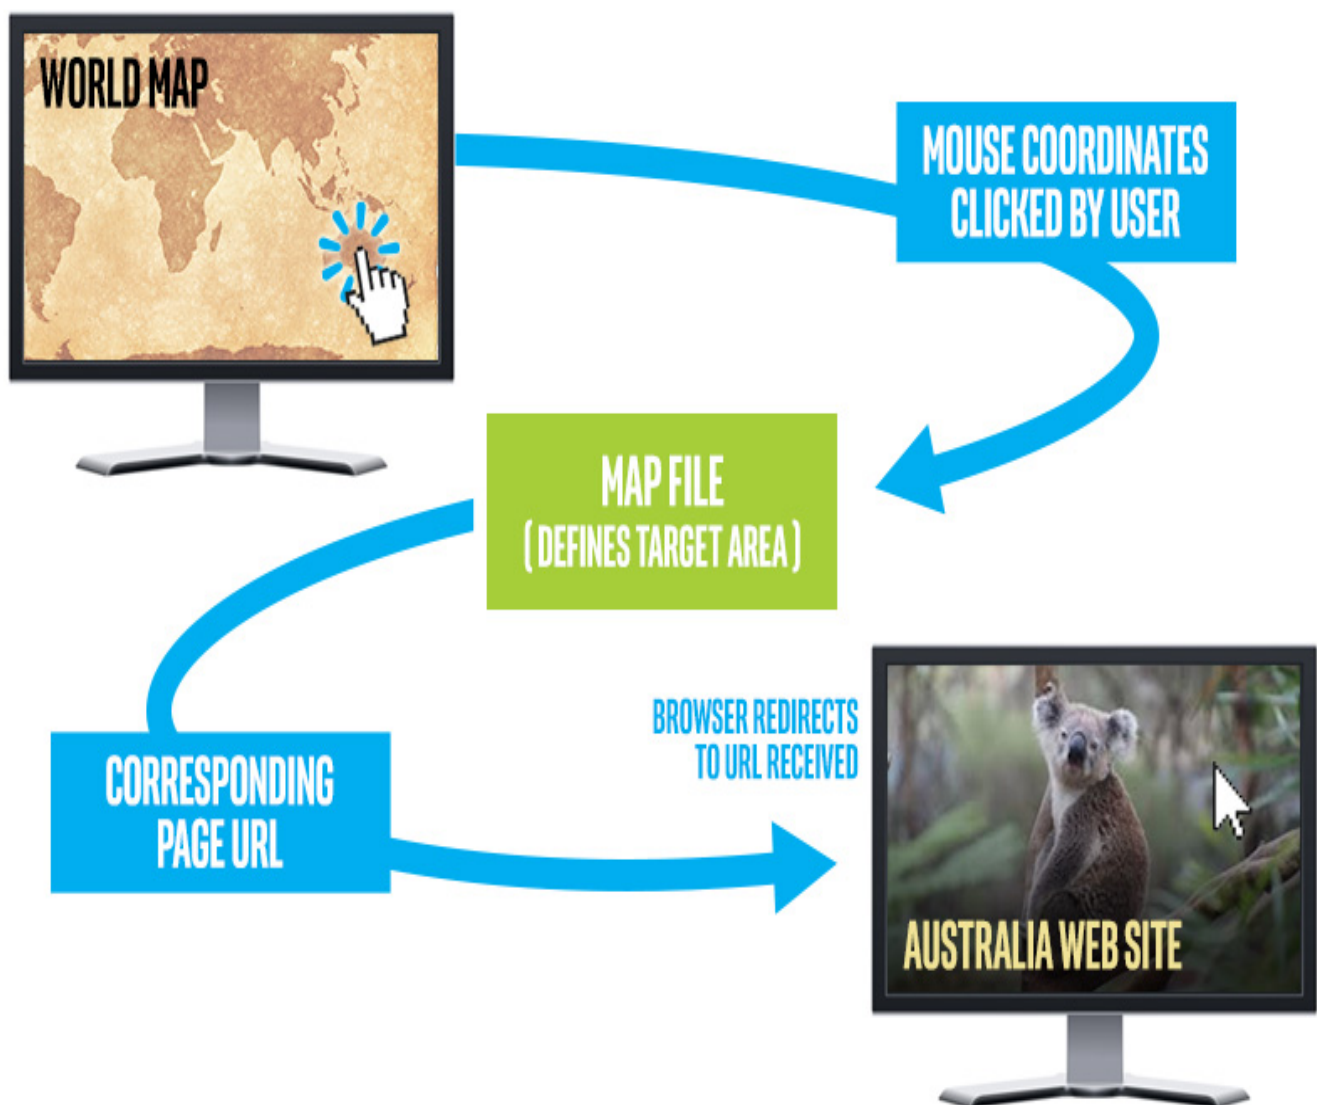 WORLD MAP
MOUSE COORDINATES
CLICKED BY USER
MAP FILE
( DEFINES TARGET AREA )
CORRESPONDING
PAGE URL
BROWSER REDIRECTS
TO URL RECEIVED
AUSTRALIA WEB SITE